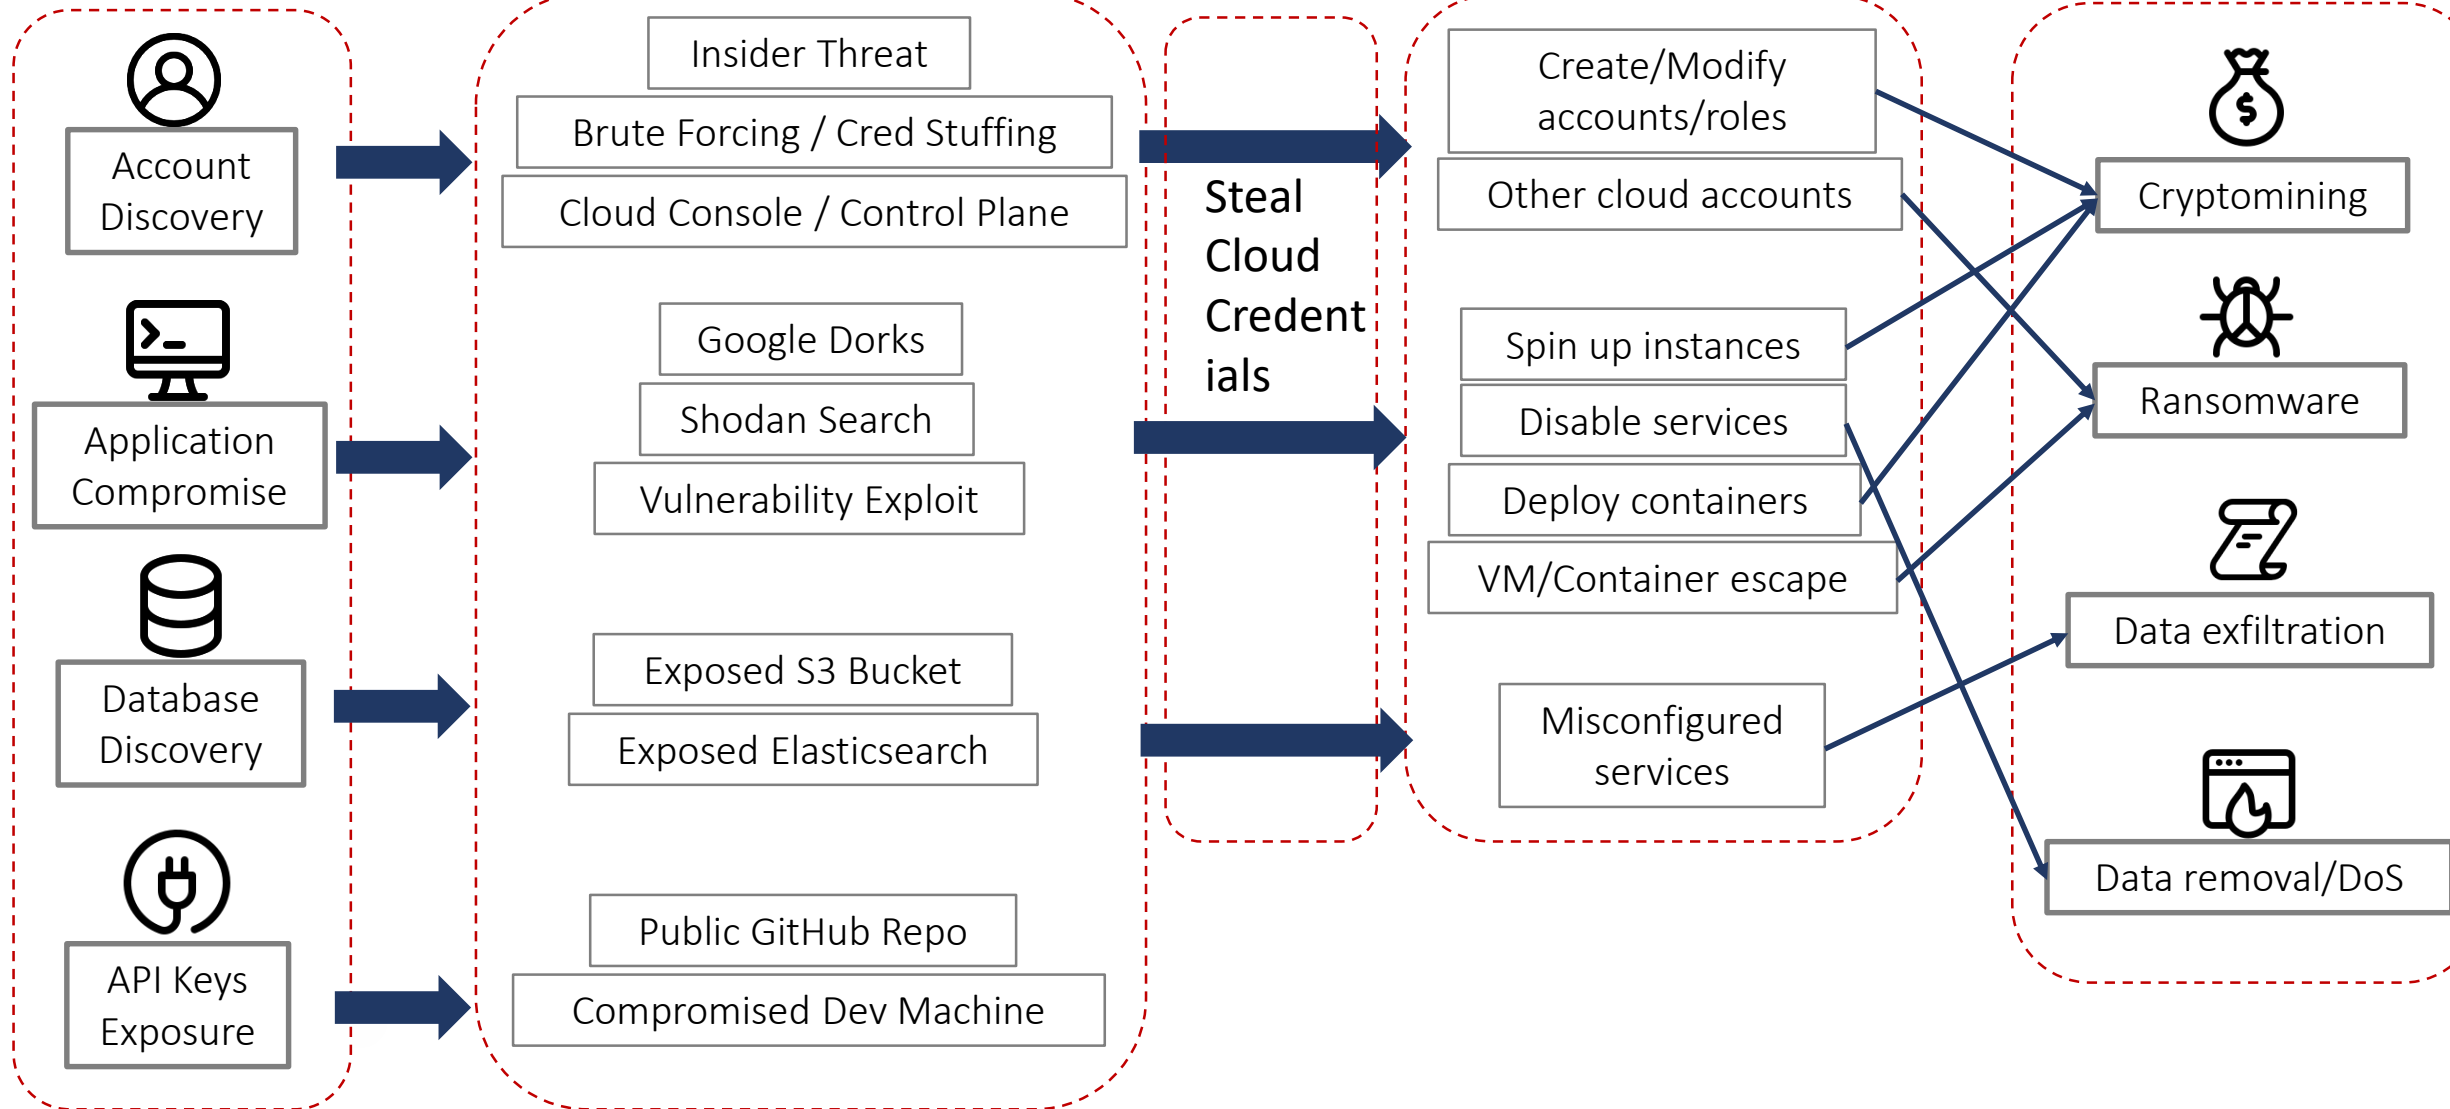 Account
Discovery
Application
Compromise
Database
Discovery
API Keys
Exposure
Insider Threat
Brute Forcing / Cred Stuffing
Cloud Console / Control Plane
Google Dorks
Shodan Search
Vulnerability Exploit
Exposed S3 Bucket
Exposed Elasticsearch
Public GitHub Repo
Compromised Dev Machine
Steal
Cloud
Credent
ials
Create/Modify
accounts/roles
Other cloud accounts
Spin up instances
Disable services
Deploy containers
VM/Container escape
Misconfigured
services
$
Cryptomining
Ransomware
Data exfiltration
Data removal/DoS